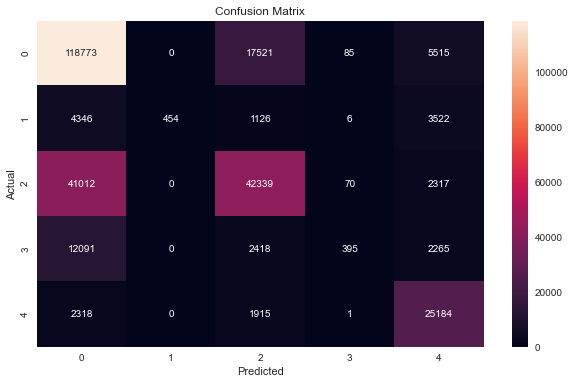 Confusion Matrix
0 118773 0 17521 85 5515
1 4346 454 1126 6 3522
2 41012 0 42339 70 2317
3 12091 0 2418 395 2265
4 2318 0 1915 1 25184
0 1 2 3 4
Actual
Predicted
100000
80000
60000
40000
20000
0